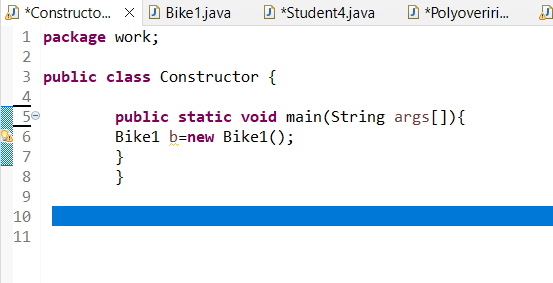 *Constructo... Bike1.java *Student4.java *Polyoveriri...
1 package work;
2
3 public class Constructor {
4
5 public static void main(String args[]){
6 Bike1 b=new Bike1();
7 }
8 }
9
10
11